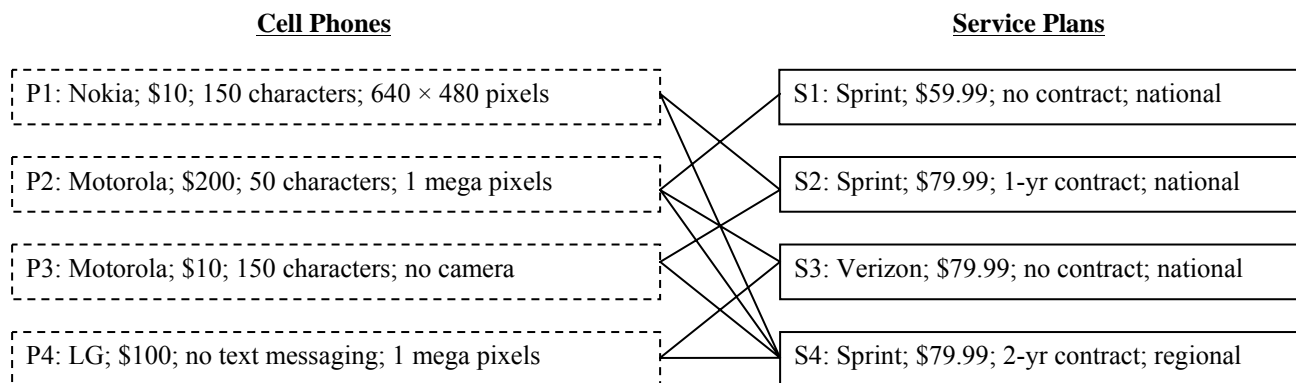 Cell Phones
Service Plans
P1: Nokia; $10; 150 characters; 640 × 480 pixels
S1: Sprint; $59.99; no contract; national
P2: Motorola; $200; 50 characters; 1 mega pixels
S2: Sprint; $79.99; 1-yr contract; national
P3: Motorola; $10; 150 characters; no camera
S3: Verizon; $79.99; no contract; national
P4: LG; $100; no text messaging; 1 mega pixels
S4: Sprint; $79.99; 2-yr contract; regional